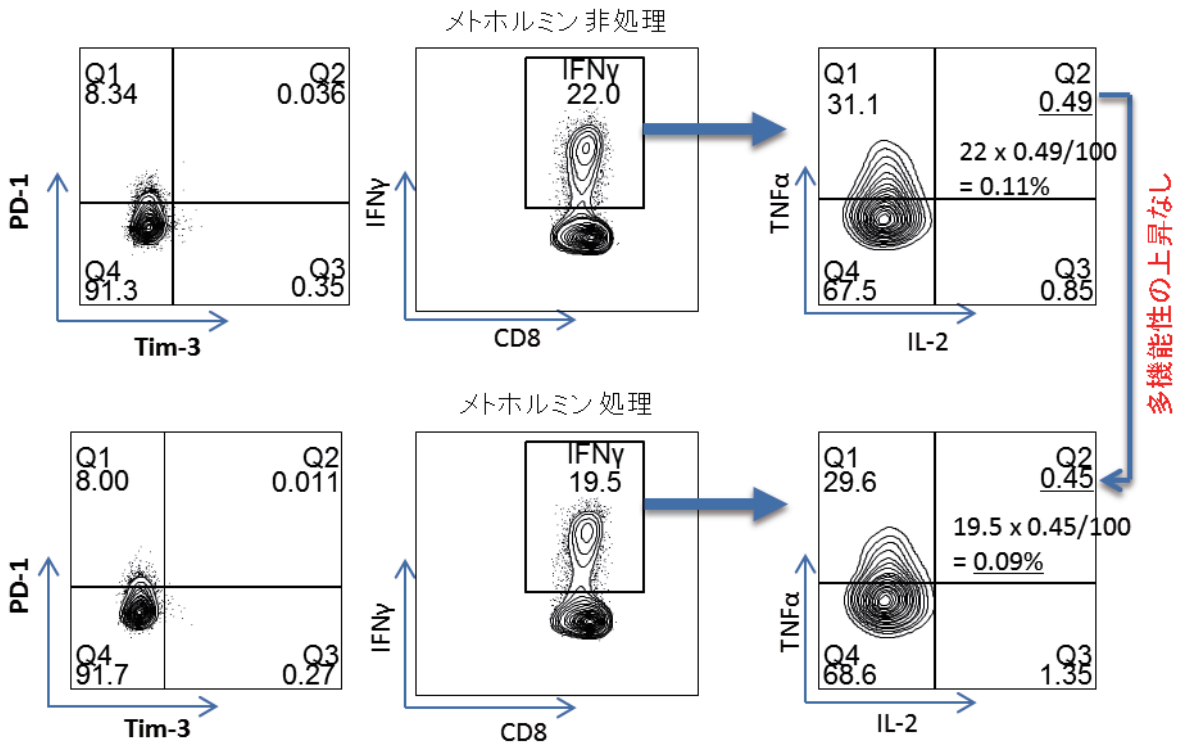 メトホルミン 非処理
Q1
8.34
Q2
0.036
Q4
91.3
Q3
0.35
PD-1
Tim-3
IFNγ
22.0
IFNγ
CD8
Q1
31.1
Q2
0.49
22 x 0.49/100
= 0.11%
Q4
67.5
Q3
0.85
TNFα
IL-2
多機能性の上昇なし
メトホルミン 処理
Q1
8.00
Q2
0.011
Q4
91.7
Q3
0.27
PD-1
Tim-3
IFNγ
19.5
IFNγ
CD8
Q1
29.6
Q2
0.45
19.5 x 0.45/100
= 0.09%
Q4
68.6
Q3
1.35
TNFα
IL-2